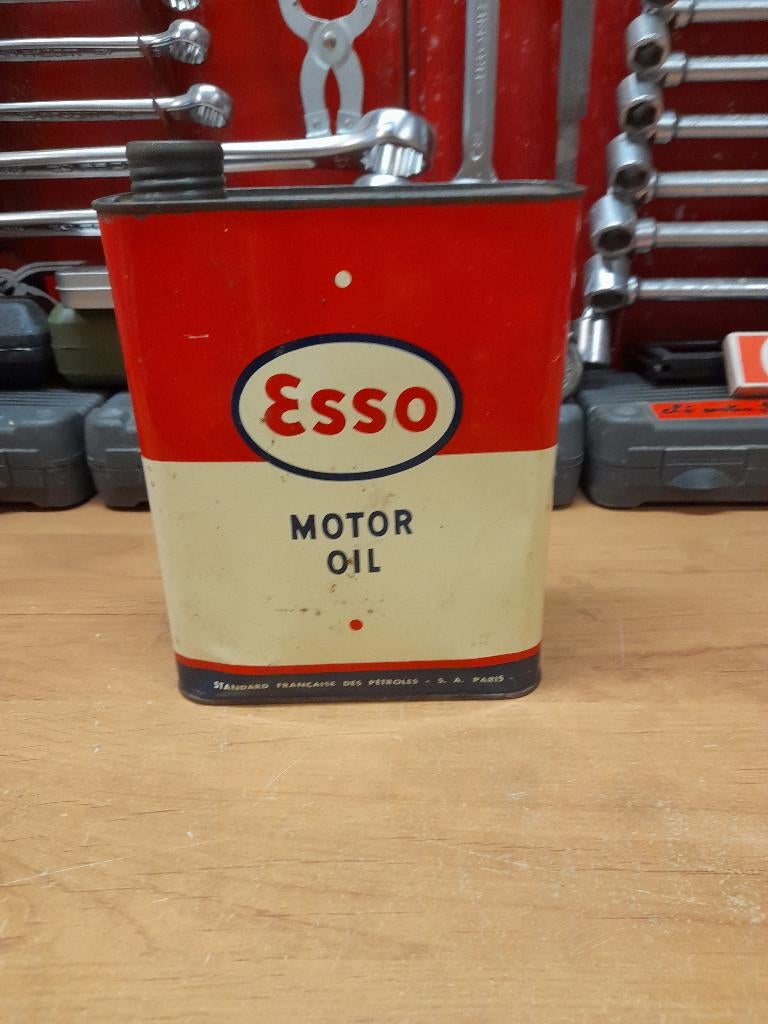 Esso
MOTOR
OIL
STANDARD FRANÇAISE DES PÉTROLES - S. A. PARIS